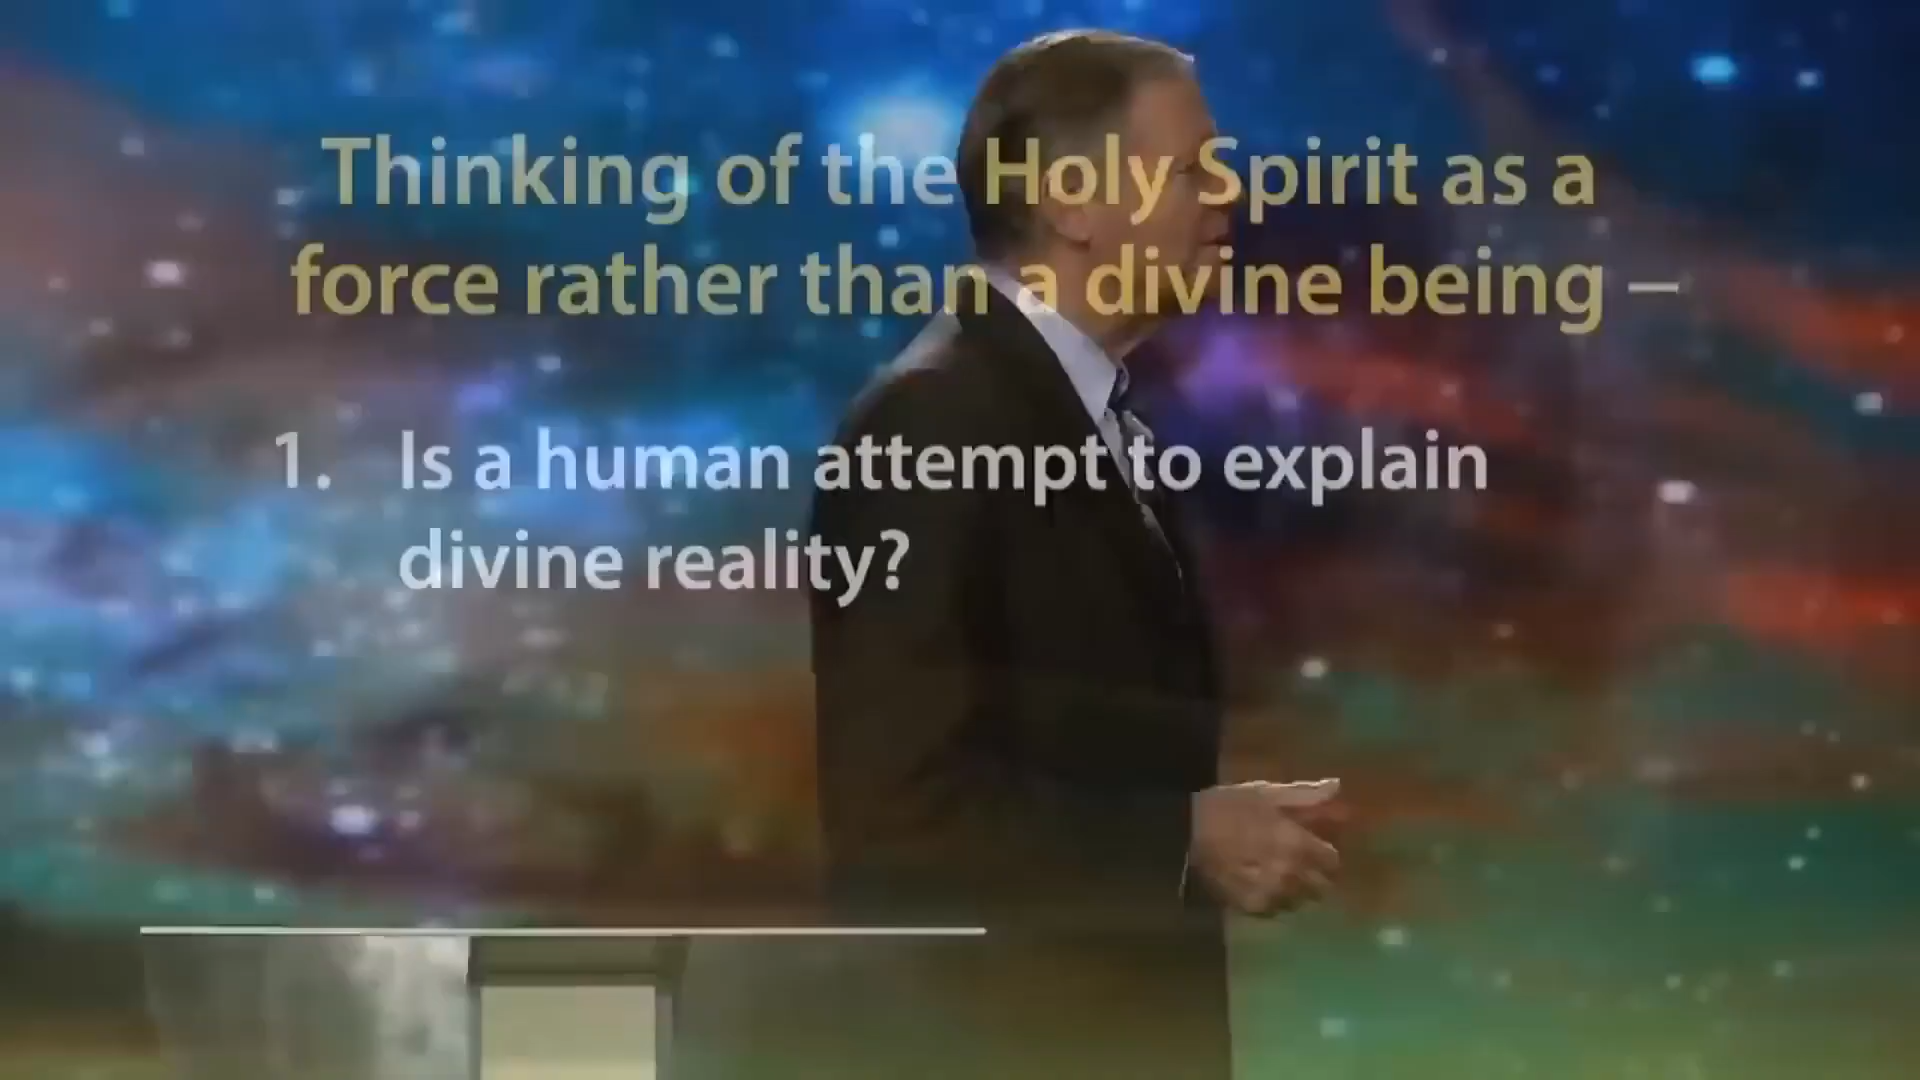 Thinking of the Holy Spirit as a
force rather than a divine being –
1. Is a human attempt to explain
divine reality?